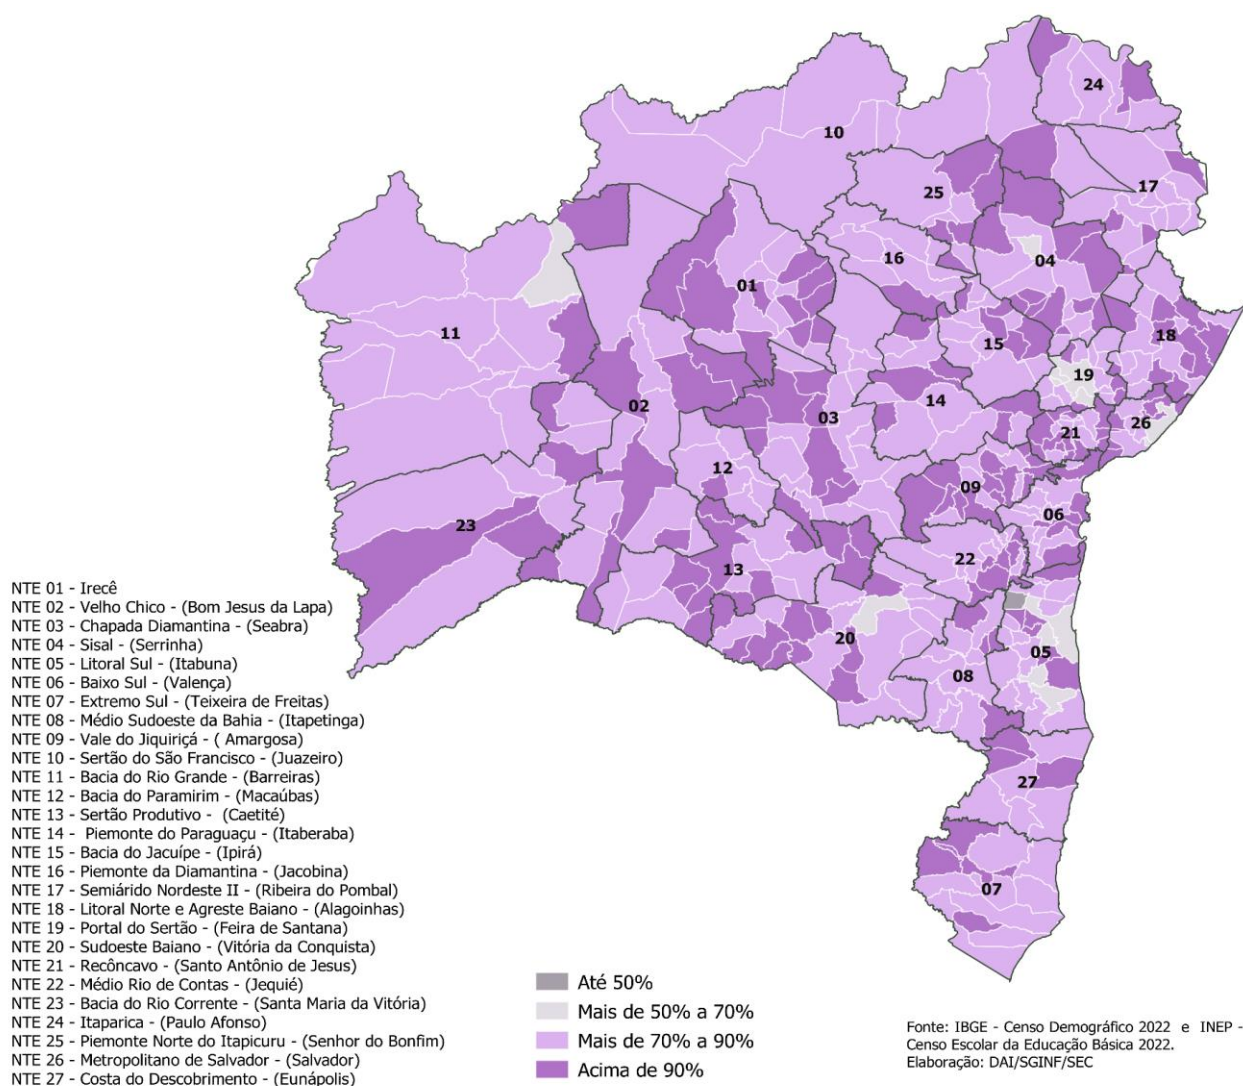 24
10
17
25
16
04
01
11
18
15
19
02
03
14
26
21
12
09
06
23
22
13
20
05
08
27
07
NTE 01 - Irecê
NTE 02 - Velho Chico - (Bom Jesus da Lapa)
NTE 03 - Chapada Diamantina - (Seabra)
NTE 04 - Sisal - (Serrinha)
NTE 05 - Litoral Sul - (Itabuna)
NTE 06 - Baixo Sul - (Valença)
NTE 07 - Extremo Sul - (Teixeira de Freitas)
NTE 08 - Médio Sudoeste da Bahia - (Itapetinga)
NTE 09 - Vale do Jiquiriçá - ( Amargosa)
NTE 10 - Sertão do São Francisco - (Juazeiro)
NTE 11 - Bacia do Rio Grande - (Barreiras)
NTE 12 - Bacia do Paramirim - (Macaúbas)
NTE 13 - Sertão Produtivo - (Caetité)
NTE 14 - Piemonte do Paraguaçu - (Itaberaba)
NTE 15 - Bacia do Jacuípe - (Ipirá)
NTE 16 - Piemonte da Diamantina - (Jacobina)
NTE 17 - Semiárido Nordeste II - (Ribeira do Pombal)
NTE 18 - Litoral Norte e Agreste Baiano - (Alagoinhas)
NTE 19 - Portal do Sertão - (Feira de Santana)
NTE 20 - Sudoeste Baiano - (Vitória da Conquista)
NTE 21 - Recôncavo - (Santo Antônio de Jesus)
NTE 22 - Médio Rio de Contas - (Jequié)
NTE 23 - Bacia do Rio Corrente - (Santa Maria da Vitória)
NTE 24 - Itaparica - (Paulo Afonso)
NTE 25 - Piemonte Norte do Itapicuru - (Senhor do Bonfim)
NTE 26 - Metropolitano de Salvador - (Salvador)
NTE 27 - Costa do Descobrimento - (Eunápolis)
Até 50%
Mais de 50% a 70%
Mais de 70% a 90%
Acima de 90%
Fonte: IBGE - Censo Demográfico 2022 e INEP -
Censo Escolar da Educação Básica 2022.
Elaboração: DAI/SGINF/SEC